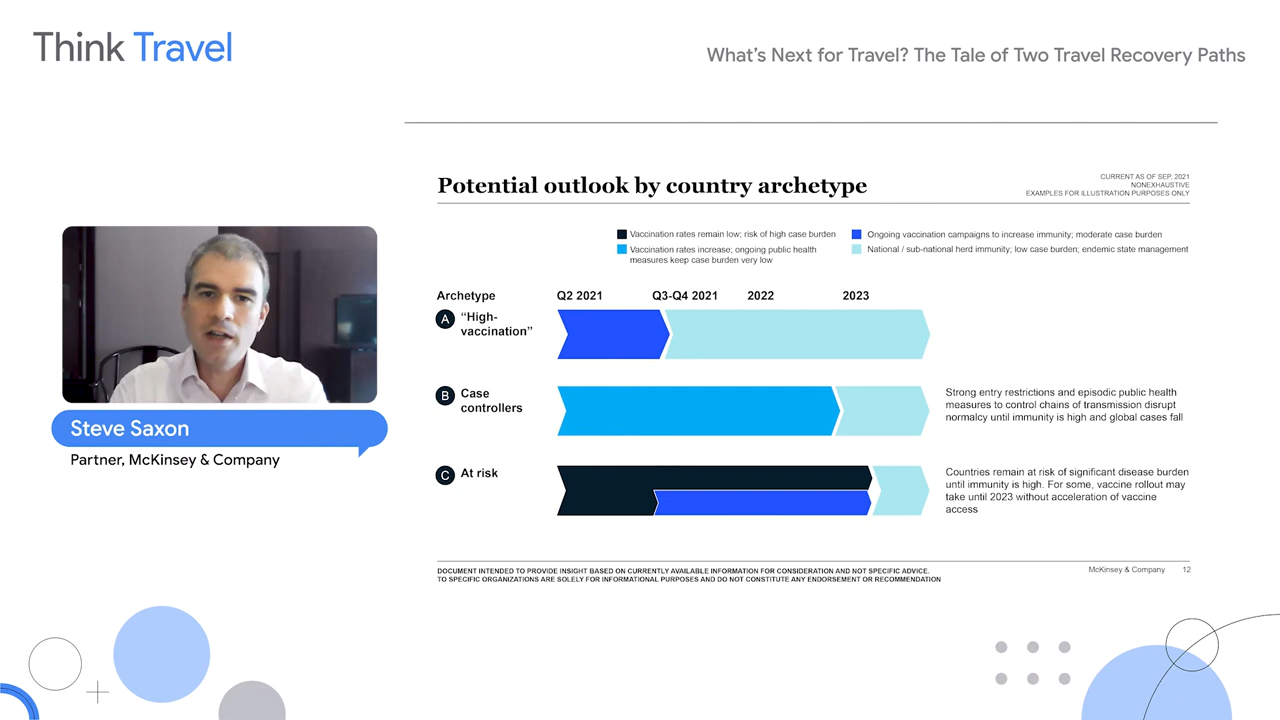 Think Travel
What's Next for Travel? The Tale of Two Travel Recovery Paths
Potential outlook by country archetype
CURRENT AS OF SEP, 2021
NONEXHAUSTIVE
EXAMPLES FOR ILLUSTRATION PURPOSES ONLY
Vaccination rates remain low; risk of high case burden
Ongoing vaccination campaigns to increase immunity; moderate case burden
Vaccination rates increase; ongoing public health
measures keep case burden very low
National / sub-national herd immunity; low case burden; endemic state management
Archetype
Q2 2021
Q3-Q4 2021
2022
2023
A
“High-
vaccination”
B
Case
controllers
Strong entry restrictions and episodic public health
measures to control chains of transmission disrupt
normalcy until immunity is high and global cases fall
C
At risk
Countries remain at risk of significant disease burden
until immunity is high. For some, vaccine rollout may
take until 2023 without acceleration of vaccine
access
Steve Saxon
Partner, McKinsey & Company
DOCUMENT INTENDED TO PROVIDE INSIGHT BASED ON CURRENTLY AVAILABLE INFORMATION FOR CONSIDERATION AND NOT SPECIFIC ADVICE.
TO SPECIFIC ORGANIZATIONS ARE SOLELY FOR INFORMATIONAL PURPOSES AND DO NOT CONSTITUTE ANY ENDORSEMENT OR RECOMMENDATION
McKinsey & Company
12